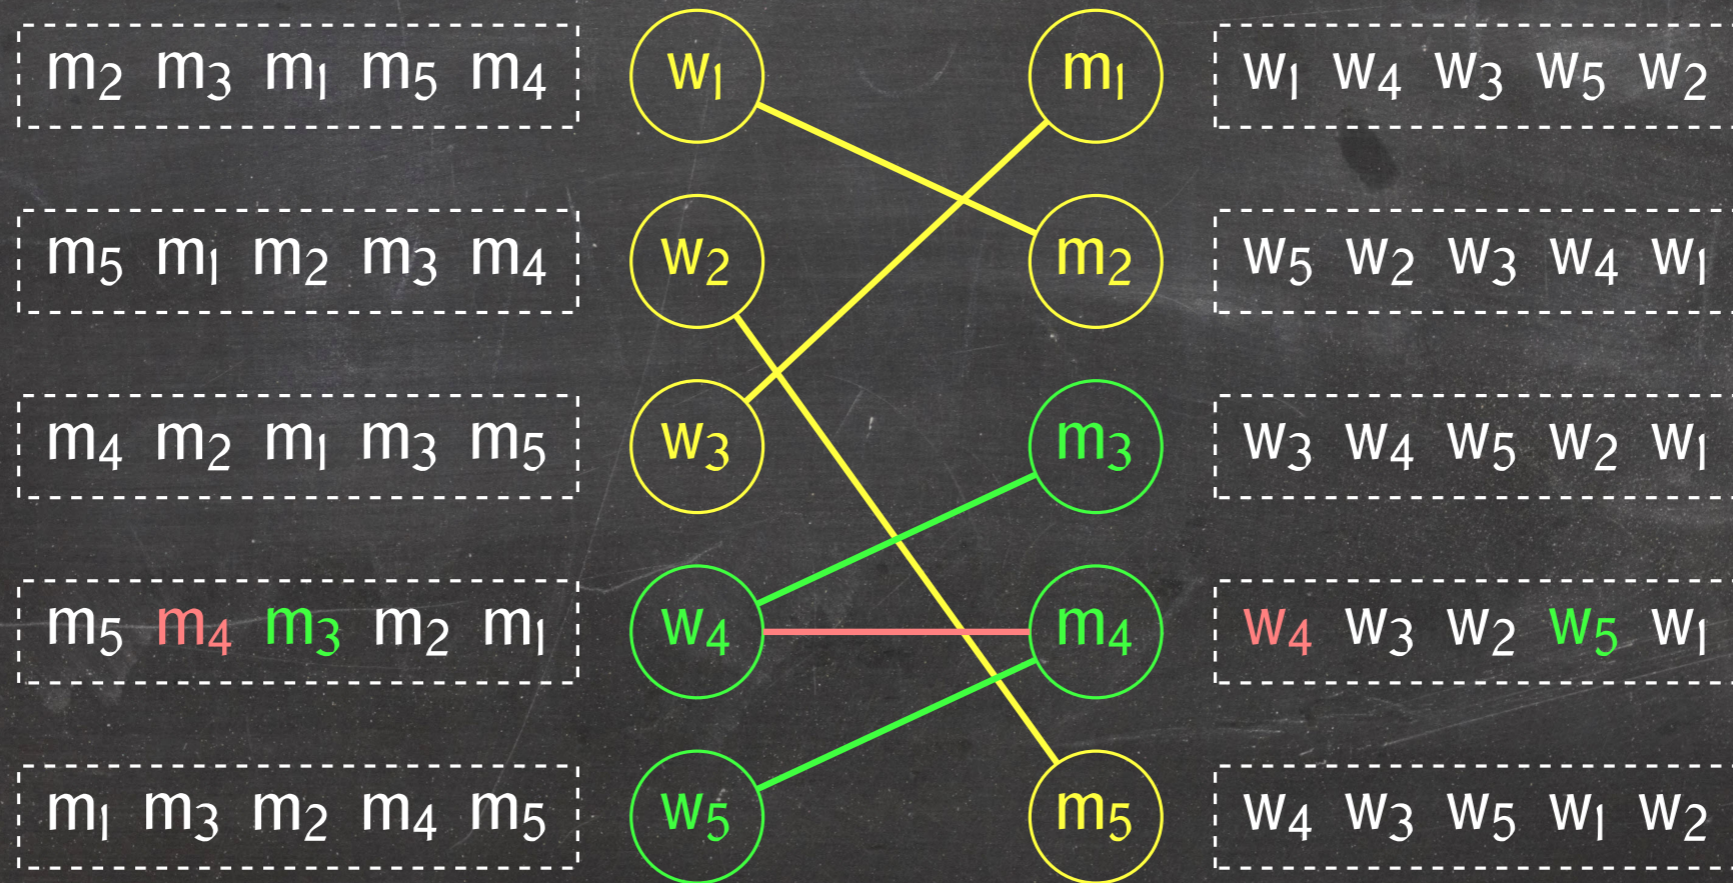 m₂ m₃ m₁ m₅ m₄ w₁ m₁ w₁ w₄ w₃ w₅ w₂
m₅ m₁ m₂ m₃ m₄ w₂ m₂ w₅ w₂ w₃ w₄ w₁
m₄ m₂ m₁ m₃ m₅ w₃ m₃ w₃ w₄ w₅ w₂ w₁
m₅ m₄ m₃ m₂ m₁ w₄ m₄ w₄ w₃ w₂ w₅ w₁
m₁ m₃ m₂ m₄ m₅ w₅ m₅ w₄ w₃ w₅ w₁ w₂